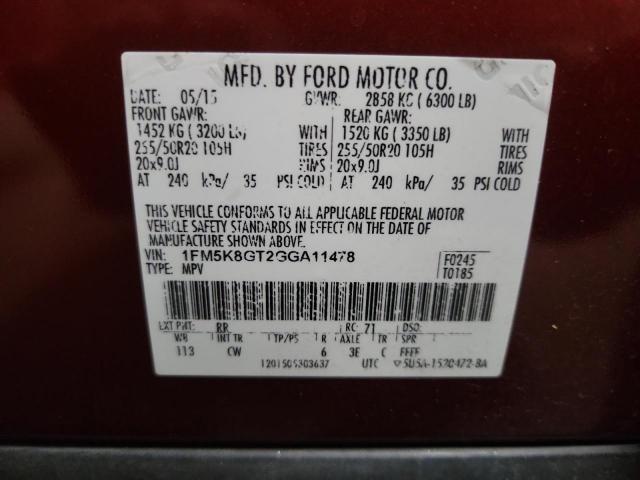 MFD. BY FORD MOTOR CO.
DATE: 05/15 GVWR: 2858 KG (6300 LB)
FRONT GAWR: REAR GAWR:
1452 KG (3200 LB) WITH 1520 KG (3350 LB) WITH
255/50R20 105H TIRES 255/50R20 105H TIRES
20x9.0J RIMS 20x9.0J RIMS
AT 240 kPa/ 35 PSI COLD AT 240 kPa/ 35 PSI COLD
THIS VEHICLE CONFORMS TO ALL APPLICABLE FEDERAL MOTOR
VEHICLE SAFETY STANDARDS IN EFFECT ON THE DATE OF
MANUFACTURE SHOWN ABOVE.
VIN: 1FM5K8GT2GGA11478 F0245
TYPE: MPV T0185
EXT PNT: RR RC: 71 DSO:
WB INT TR TP/PS R AXLE TR SPR
113 CW 6 3E C FFFF
1201505303637 UTC 5U5A-1520472-BA